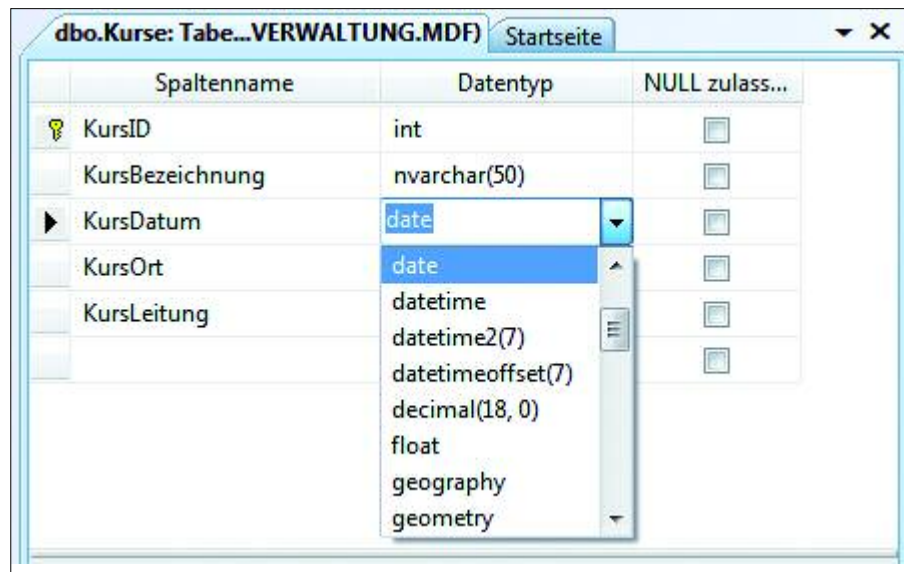 dbo.Kurse: Tabe...VERWALTUNG.MDF) Startseite
Spaltenname Datentyp NULL zulass...
KursID int
KursBezeichnung nvarchar(50)
KursDatum date
KursOrt date
datetime
KursLeitung
datetime2(7)
datetimeoffset(7)
decimal(18, 0)
float
geography
geometry